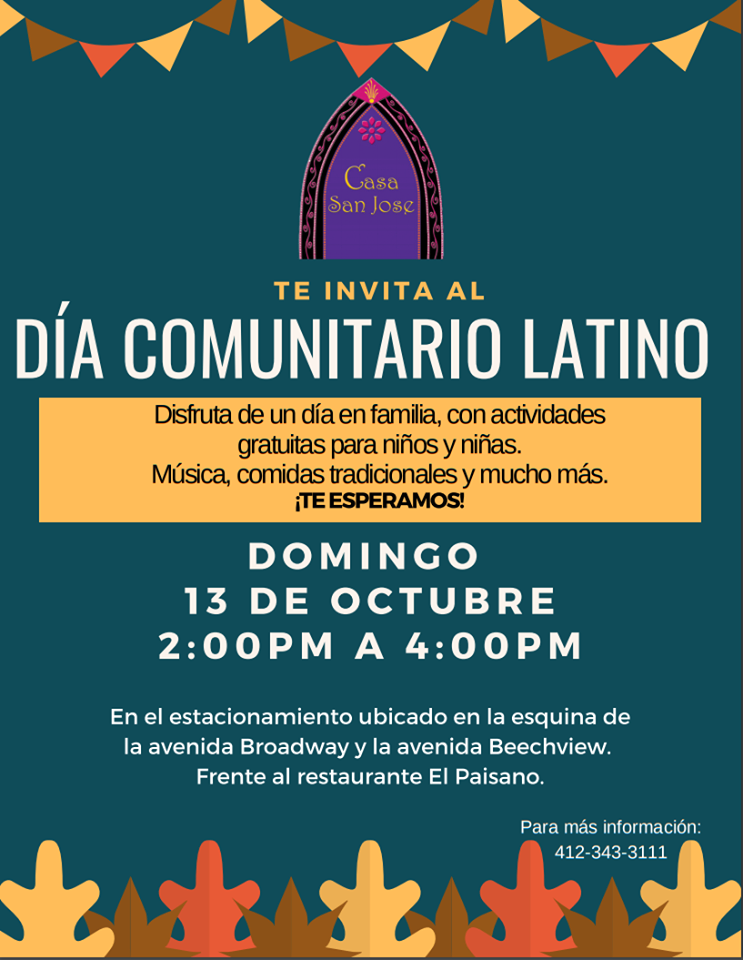 Casa
San Jose
TE INVITA AL
DÍA COMUNITARIO LATINO
Disfruta de un día en familia, con actividades
gratuitas para niños y niñas.
Música, comidas tradicionales y mucho más.
¡TE ESPERAMOS!
DOMINGO
13 DE OCTUBRE
2:00PM A 4:00PM
En el estacionamiento ubicado en la esquina de
la avenida Broadway y la avenida Beechview.
Frente al restaurante El Paisano.
Para más información:
412-343-3111